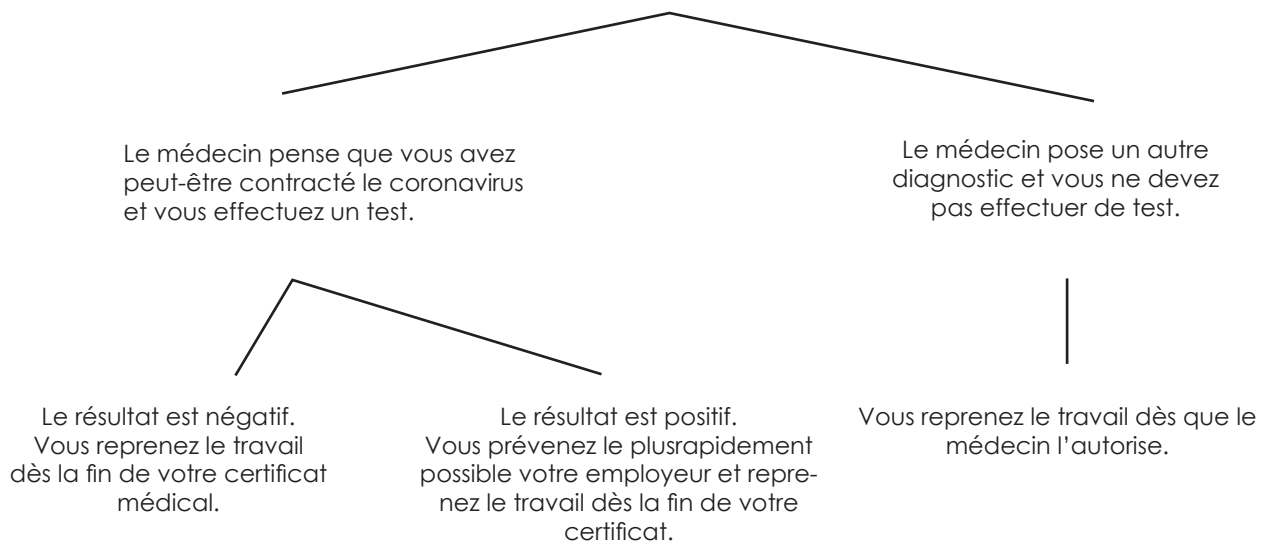 Le médecin pense que vous avez
peut-être contracté le coronavirus
et vous effectuez un test.
Le médecin pose un autre
diagnostic et vous ne devez
pas effectuer de test.
Le résultat est négatif.
Vous reprenez le travail
dès la fin de votre certificat
médical.
Le résultat est positif.
Vous prévenez le plusrapidement
possible votre employeur et repre-
nez le travail dès la fin de votre
certificat.
Vous reprenez le travail dès que le
médecin l'autorise.